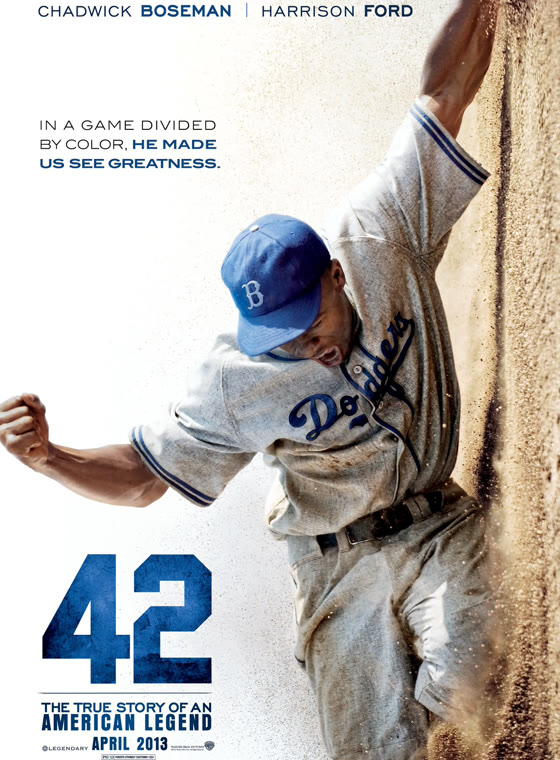 CHADWICK BOSEMAN | HARRISON FORD
IN A GAME DIVIDED
BY COLOR, HE MADE
US SEE GREATNESS.
B
Dodgers
42
THE TRUE STORY OF AN
AMERICAN LEGEND
LEGENDARY APRIL 2013